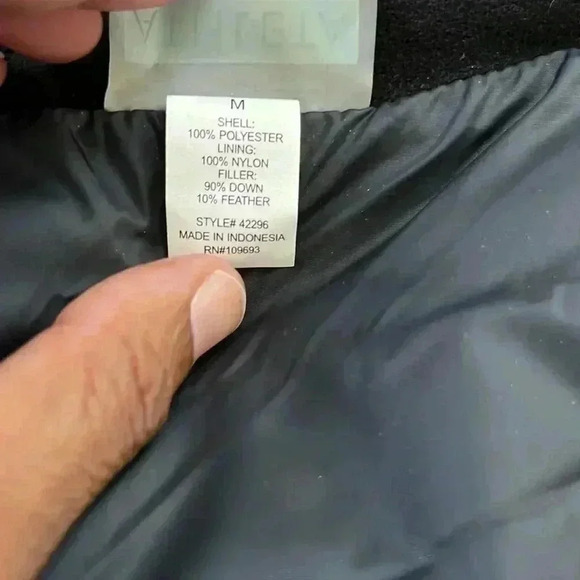 M
SHELL:
100% POLYESTER
LINING:
100% NYLON
FILLER:
90% DOWN
10% FEATHER
STYLE# 42296
MADE IN INDONESIA
RN#109693